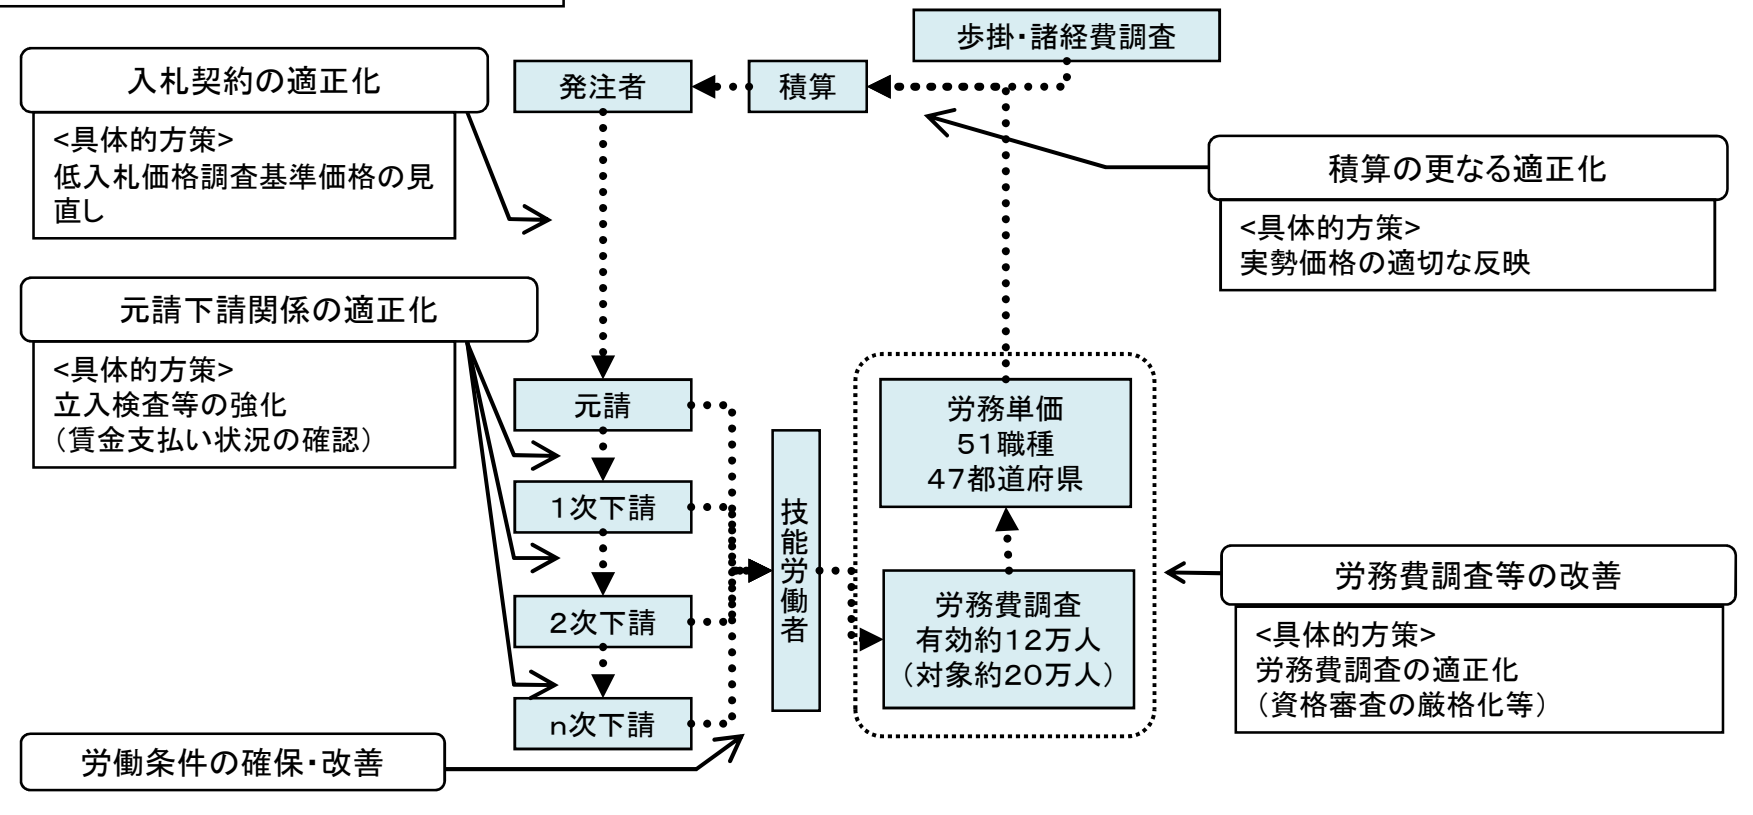 歩掛・諸経費調査
入札契約の適正化
<具体的方策>
低入札価格調査基準価格の見
直し
発注者
積算
積算の更なる適正化
<具体的方策>
実勢価格の適切な反映
元請下請関係の適正化
<具体的方策>
立入検査等の強化
（賃金支払い状況の確認）
元請
１次下請
２次下請
ｎ次下請
技能労働者
労務単価
５１職種
４７都道府県
労務費調査
有効約１２万人
（対象約２０万人）
労務費調査等の改善
<具体的方策>
労務費調査の適正化
（資格審査の厳格化等）
労働条件の確保・改善